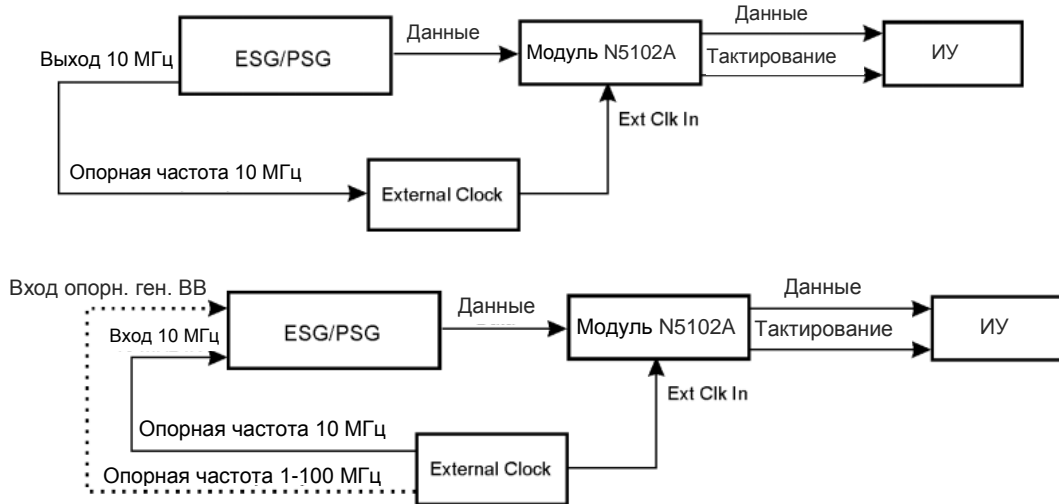 Выход 10 МГц
ESG/PSG
Данные
Модуль N5102A
Данные
Тактирование
ИУ
Ext Clk In
Опорная частота 10 МГц
External Clock
Вход опорн. ген. ВВ
Вход 10 МГц
ESG/PSG
Данные
Модуль N5102A
Данные
Тактирование
ИУ
Ext Clk In
Опорная частота 10 МГц
Опорная частота 1-100 МГц
External Clock